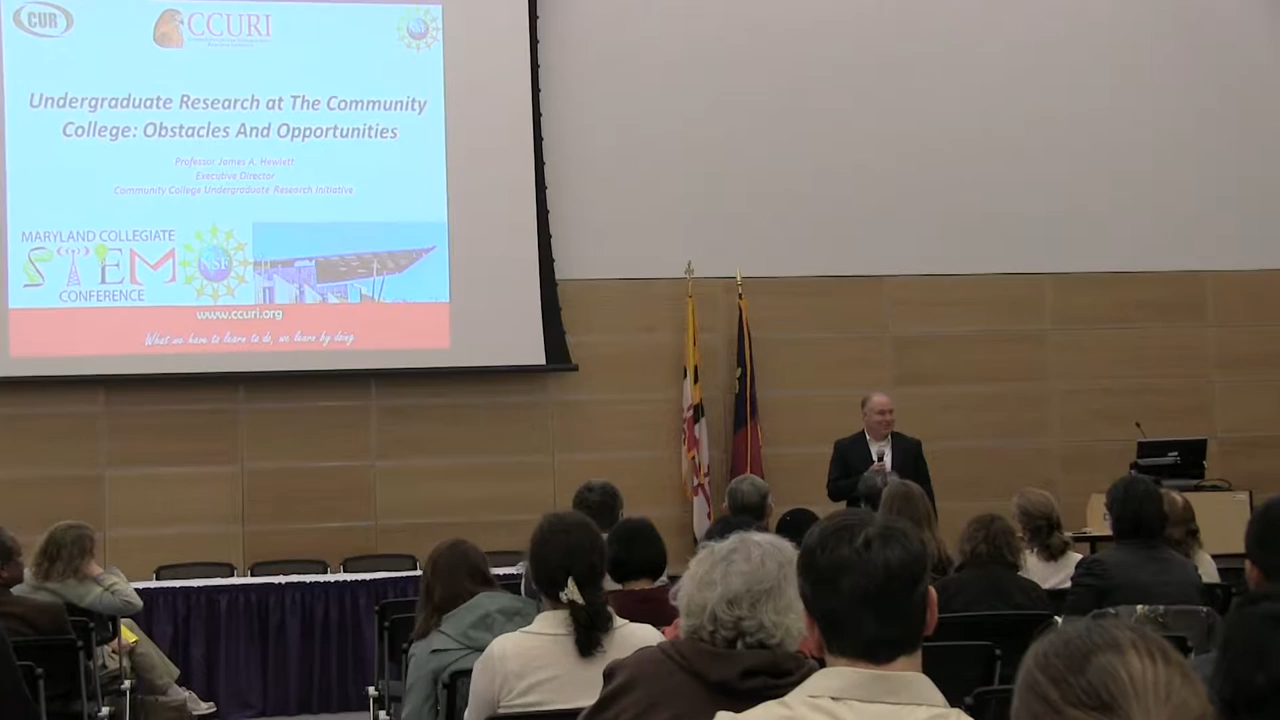 CUR
CCURI
Undergraduate Research at The Community
College: Obstacles And Opportunities
Professor James A. Hewlett
Executive Director
Community College Undergraduate Research Initiative
MARYLAND COLLEGIATE
STEM
CONFERENCE
NSF
www.ccuri.org
What we have to learn to do, we learn by doing